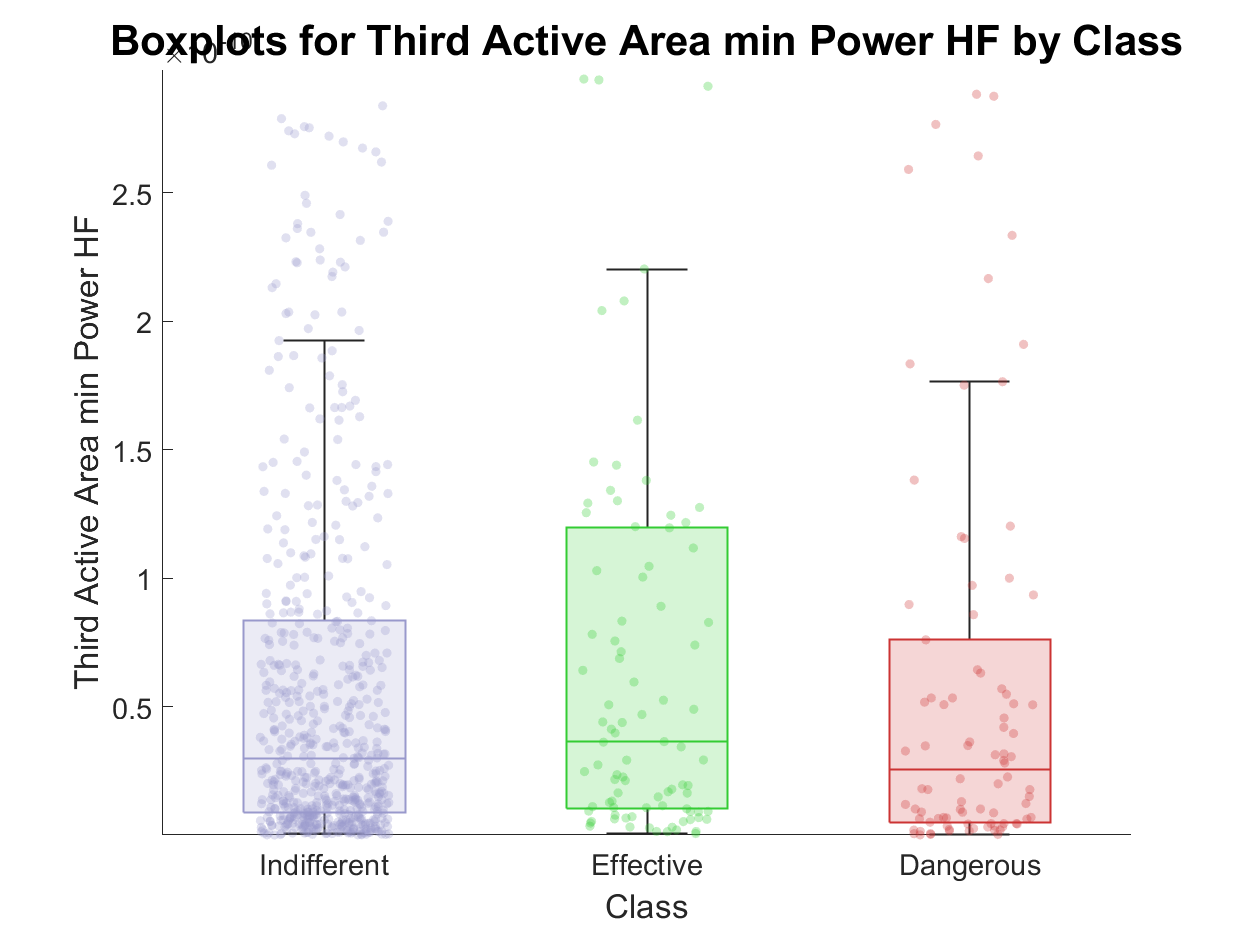 Boxplots for Third Active Area min Power HF by Class
2.5
2
1.5
1
0.5
Third Active Area min Power HF
Indifferent
Effective
Dangerous
Class